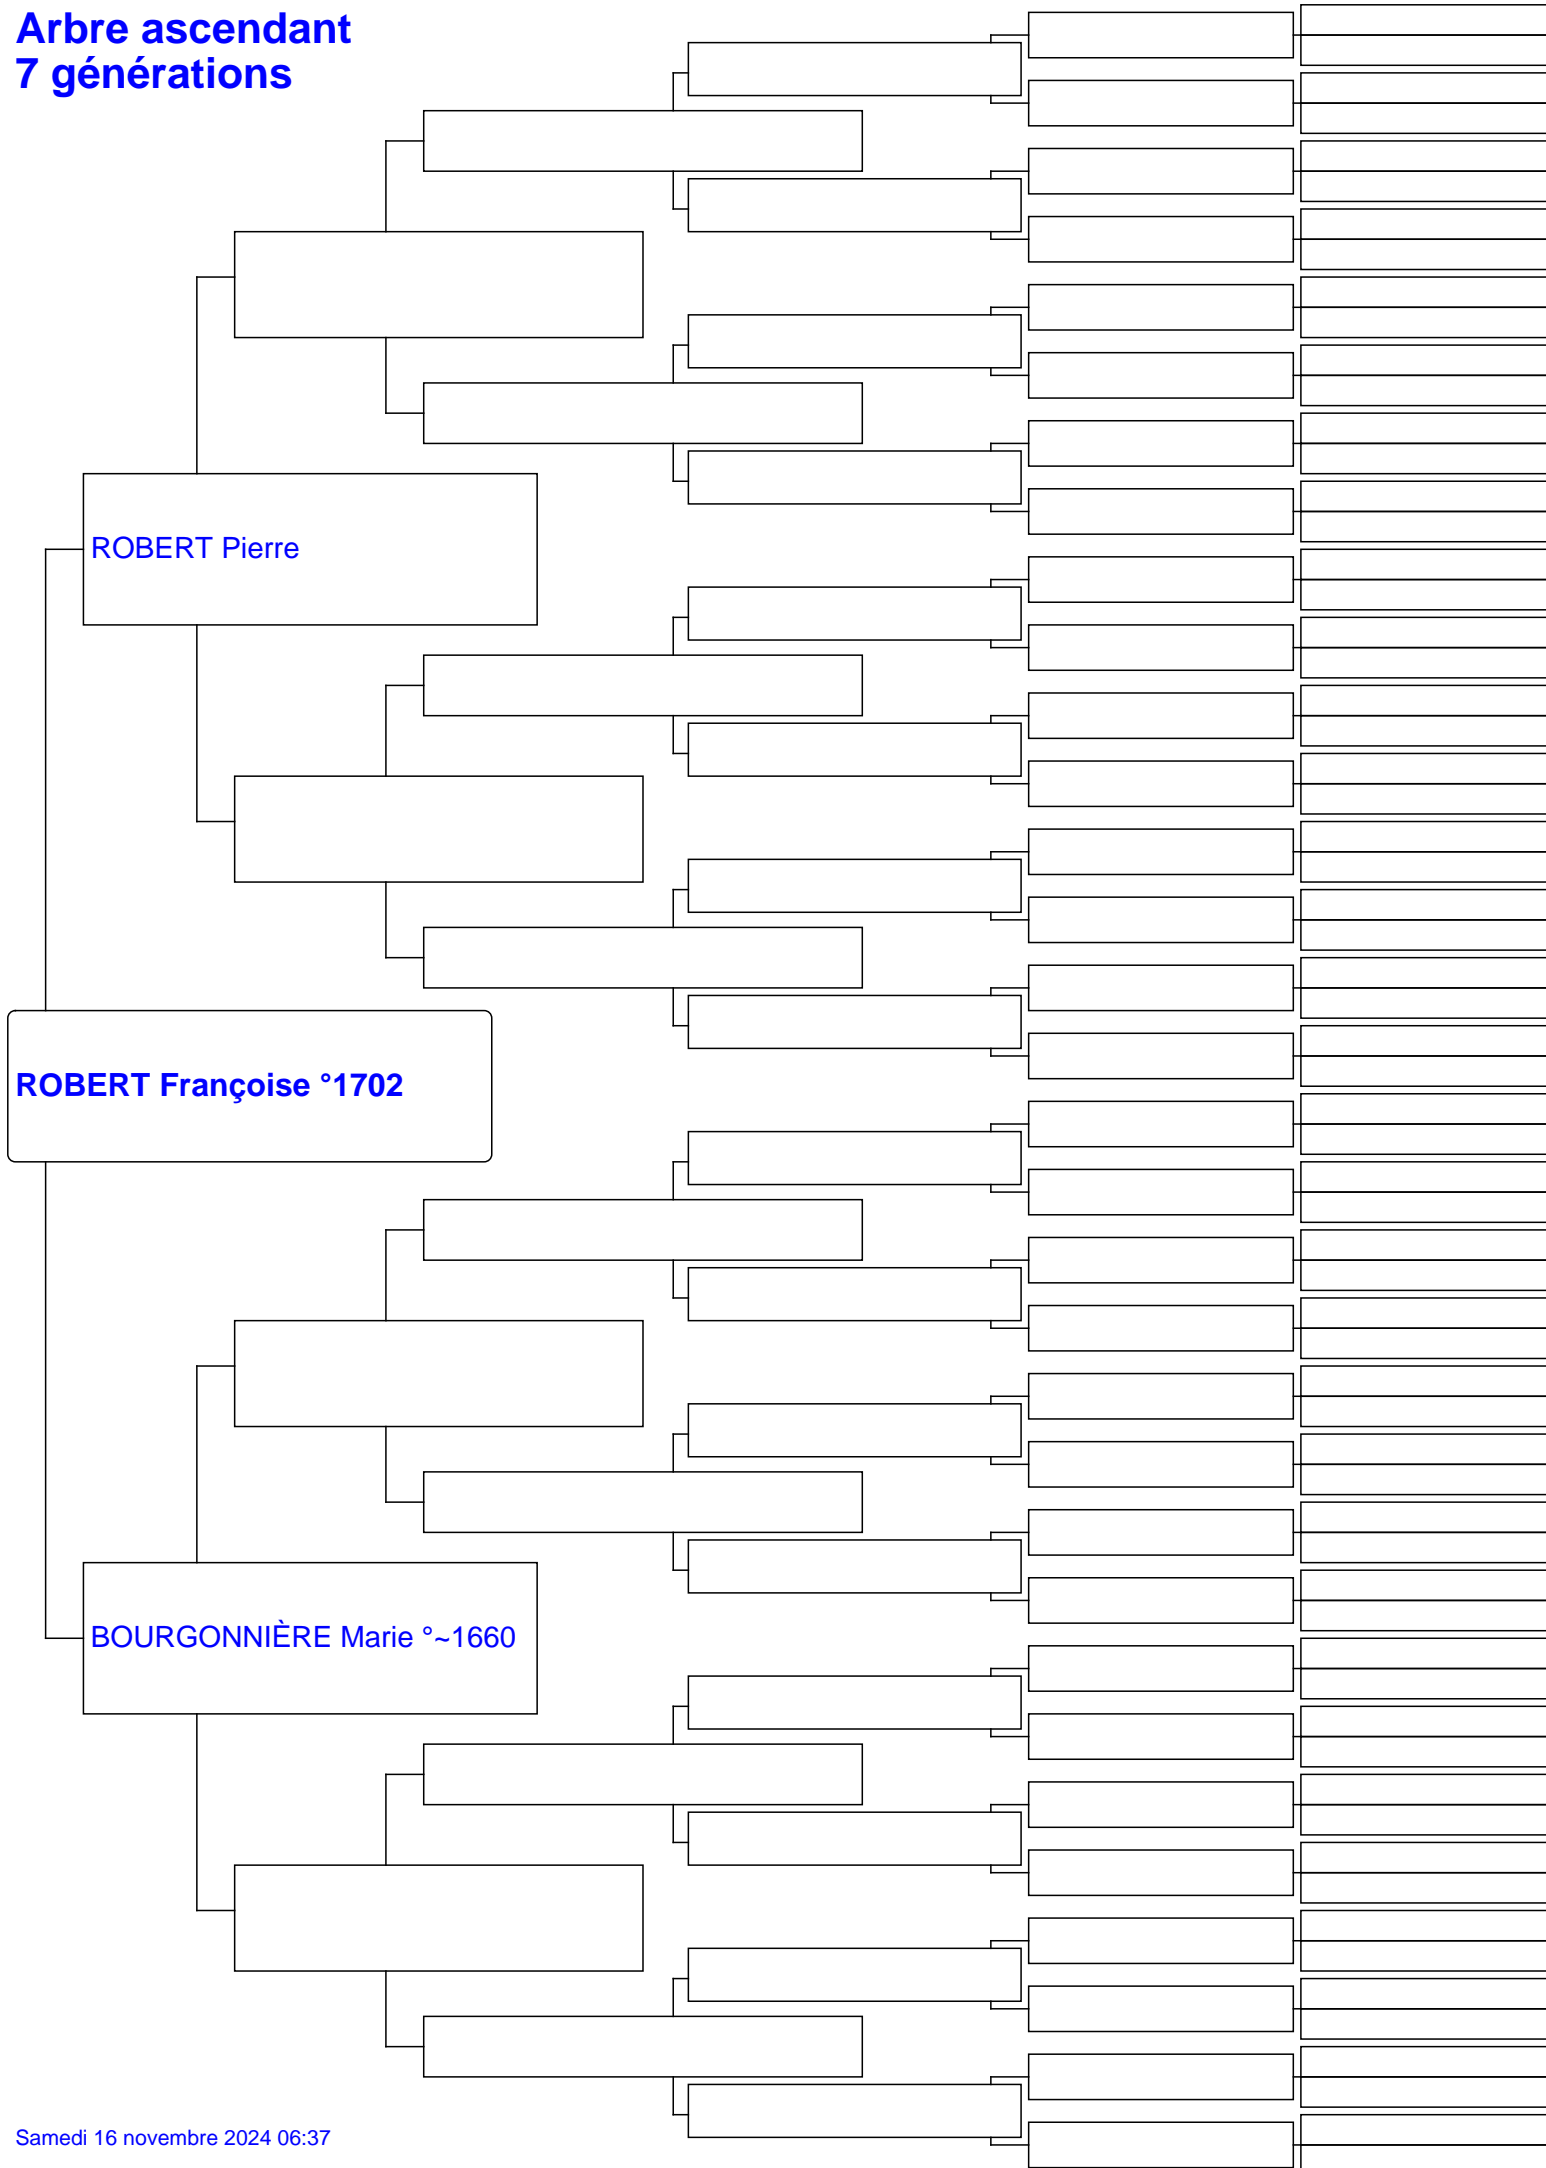 Arbre ascendant
7 générations
ROBERT Pierre
ROBERT Françoise °1702
BOURGONNIÈRE Marie °~1660
Samedi 16 novembre 2024 06:37